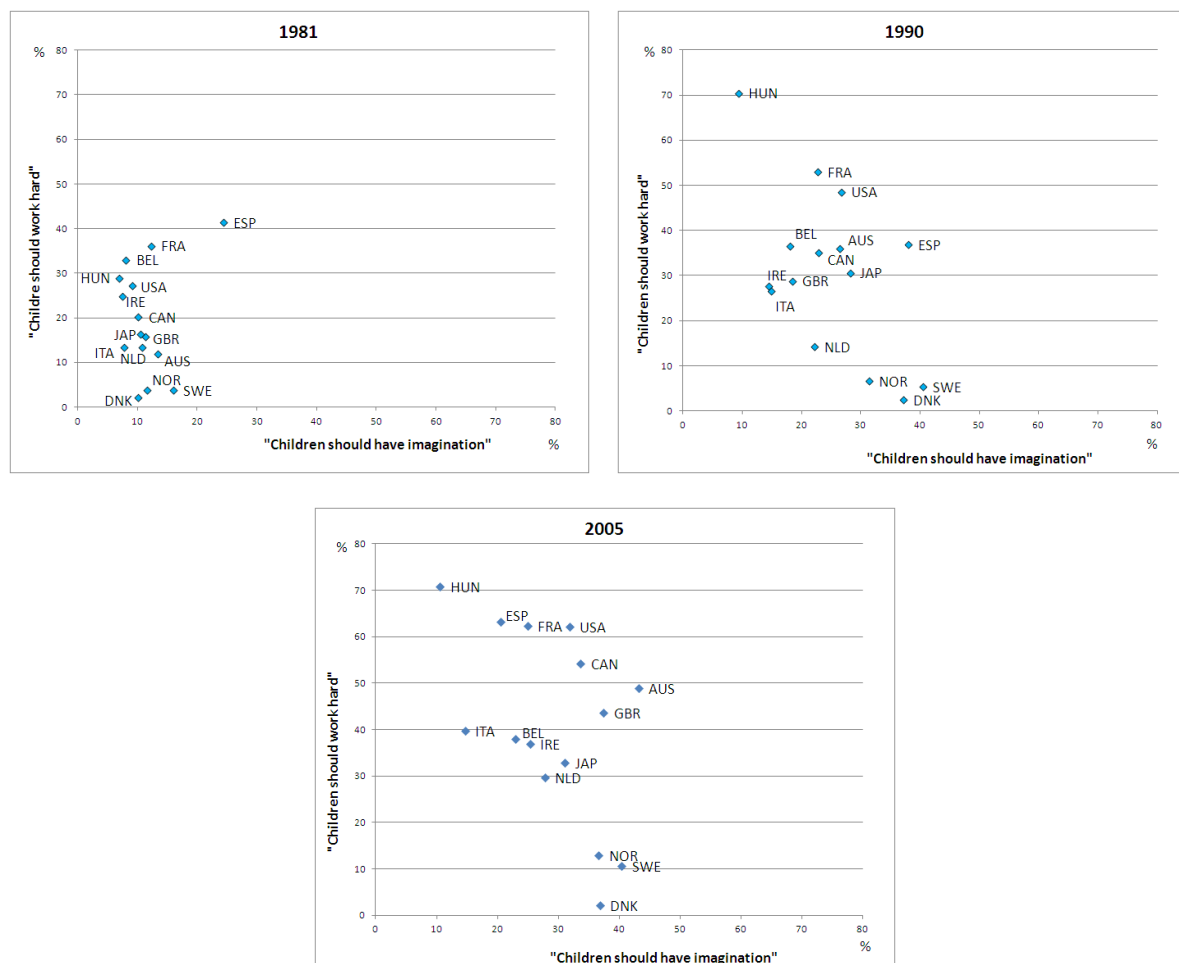 1981
%
80
70
60
50
40
30
20
10
0
"Childre should work hard"
ESP
FRA
BEL
HUN
USA
IRE
CAN
JAP
GBR
ITA
NLD
AUS
NOR
SWE
DNK
0 10 20 30 40 50 60 70 80
"Children should have imagination" %
1990
%
80
70
60
50
40
30
20
10
0
"Children should work hard"
HUN
FRA
USA
BEL
AUS
ESP
CAN
IRE
GBR
JAP
ITA
NLD
NOR
SWE
DNK
0 10 20 30 40 50 60 70 80
%
"Children should have imagination"
2005
%
80
70
60
50
40
30
20
10
0
"Children should work hard"
HUN
ESP
FRA
USA
CAN
AUS
GBR
ITA
BEL
IRE
JAP
NLD
NOR
SWE
DNK
0 10 20 30 40 50 60 70 80
%
"Children should have imagination"